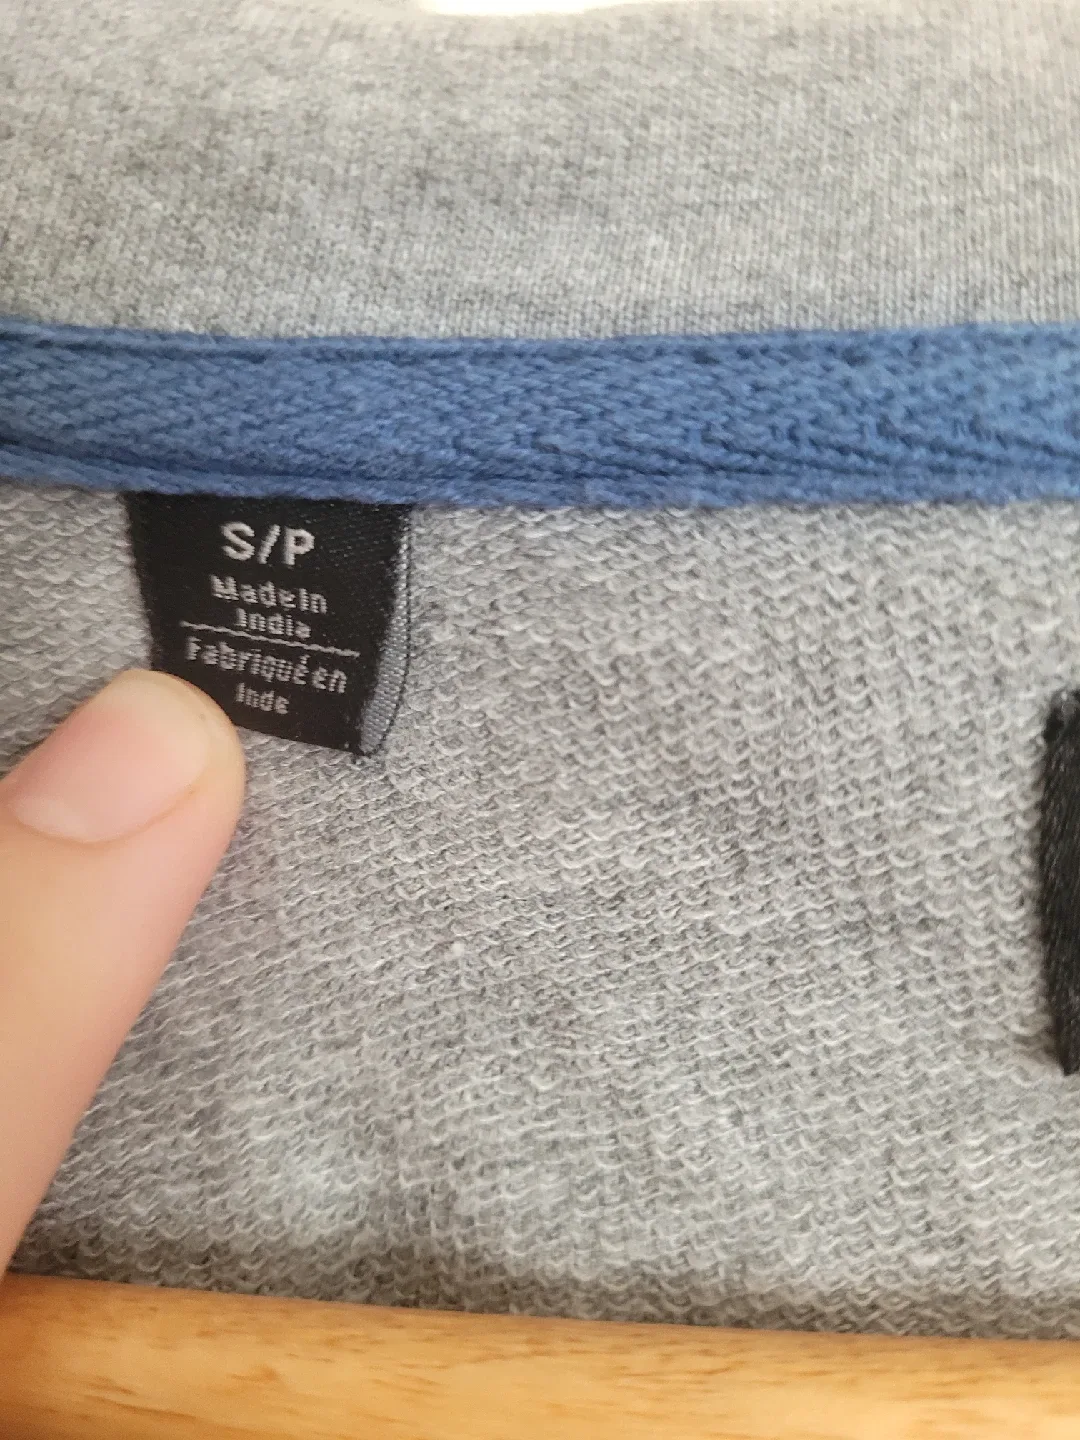 S/P
Made In
India
Fabriqué en
Inde